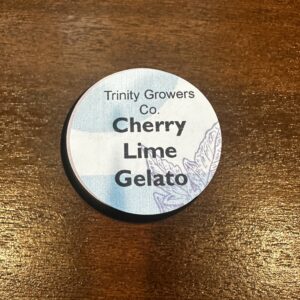 Trinity Growers
Co.
Cherry
Lime
Gelato